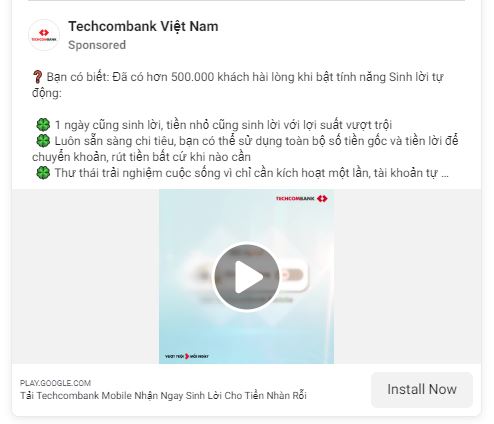 TECHCOMBANK
Techcombank Việt Nam
Sponsored
❓ Bạn có biết: Đã có hơn 500.000 khách hài lòng khi bật tính năng Sinh lời tự
động:
🍀 1 ngày cũng sinh lời, tiền nhỏ cũng sinh lời với lợi suất vượt trội
🍀 Luôn sẵn sàng chi tiêu, bạn có thể sử dụng toàn bộ số tiền gốc và tiền lời để
chuyển khoản, rút tiền bất cứ khi nào cần
🍀 Thư thái trải nghiệm cuộc sống vì chỉ cần kích hoạt một lần, tài khoản tự ...
TECHCOMBANK
VƯỢT TRỘI MỖI NGÀY
PLAY.GOOGLE.COM
Tải Techcombank Mobile Nhận Ngay Sinh Lời Cho Tiền Nhàn Rỗi
Install Now